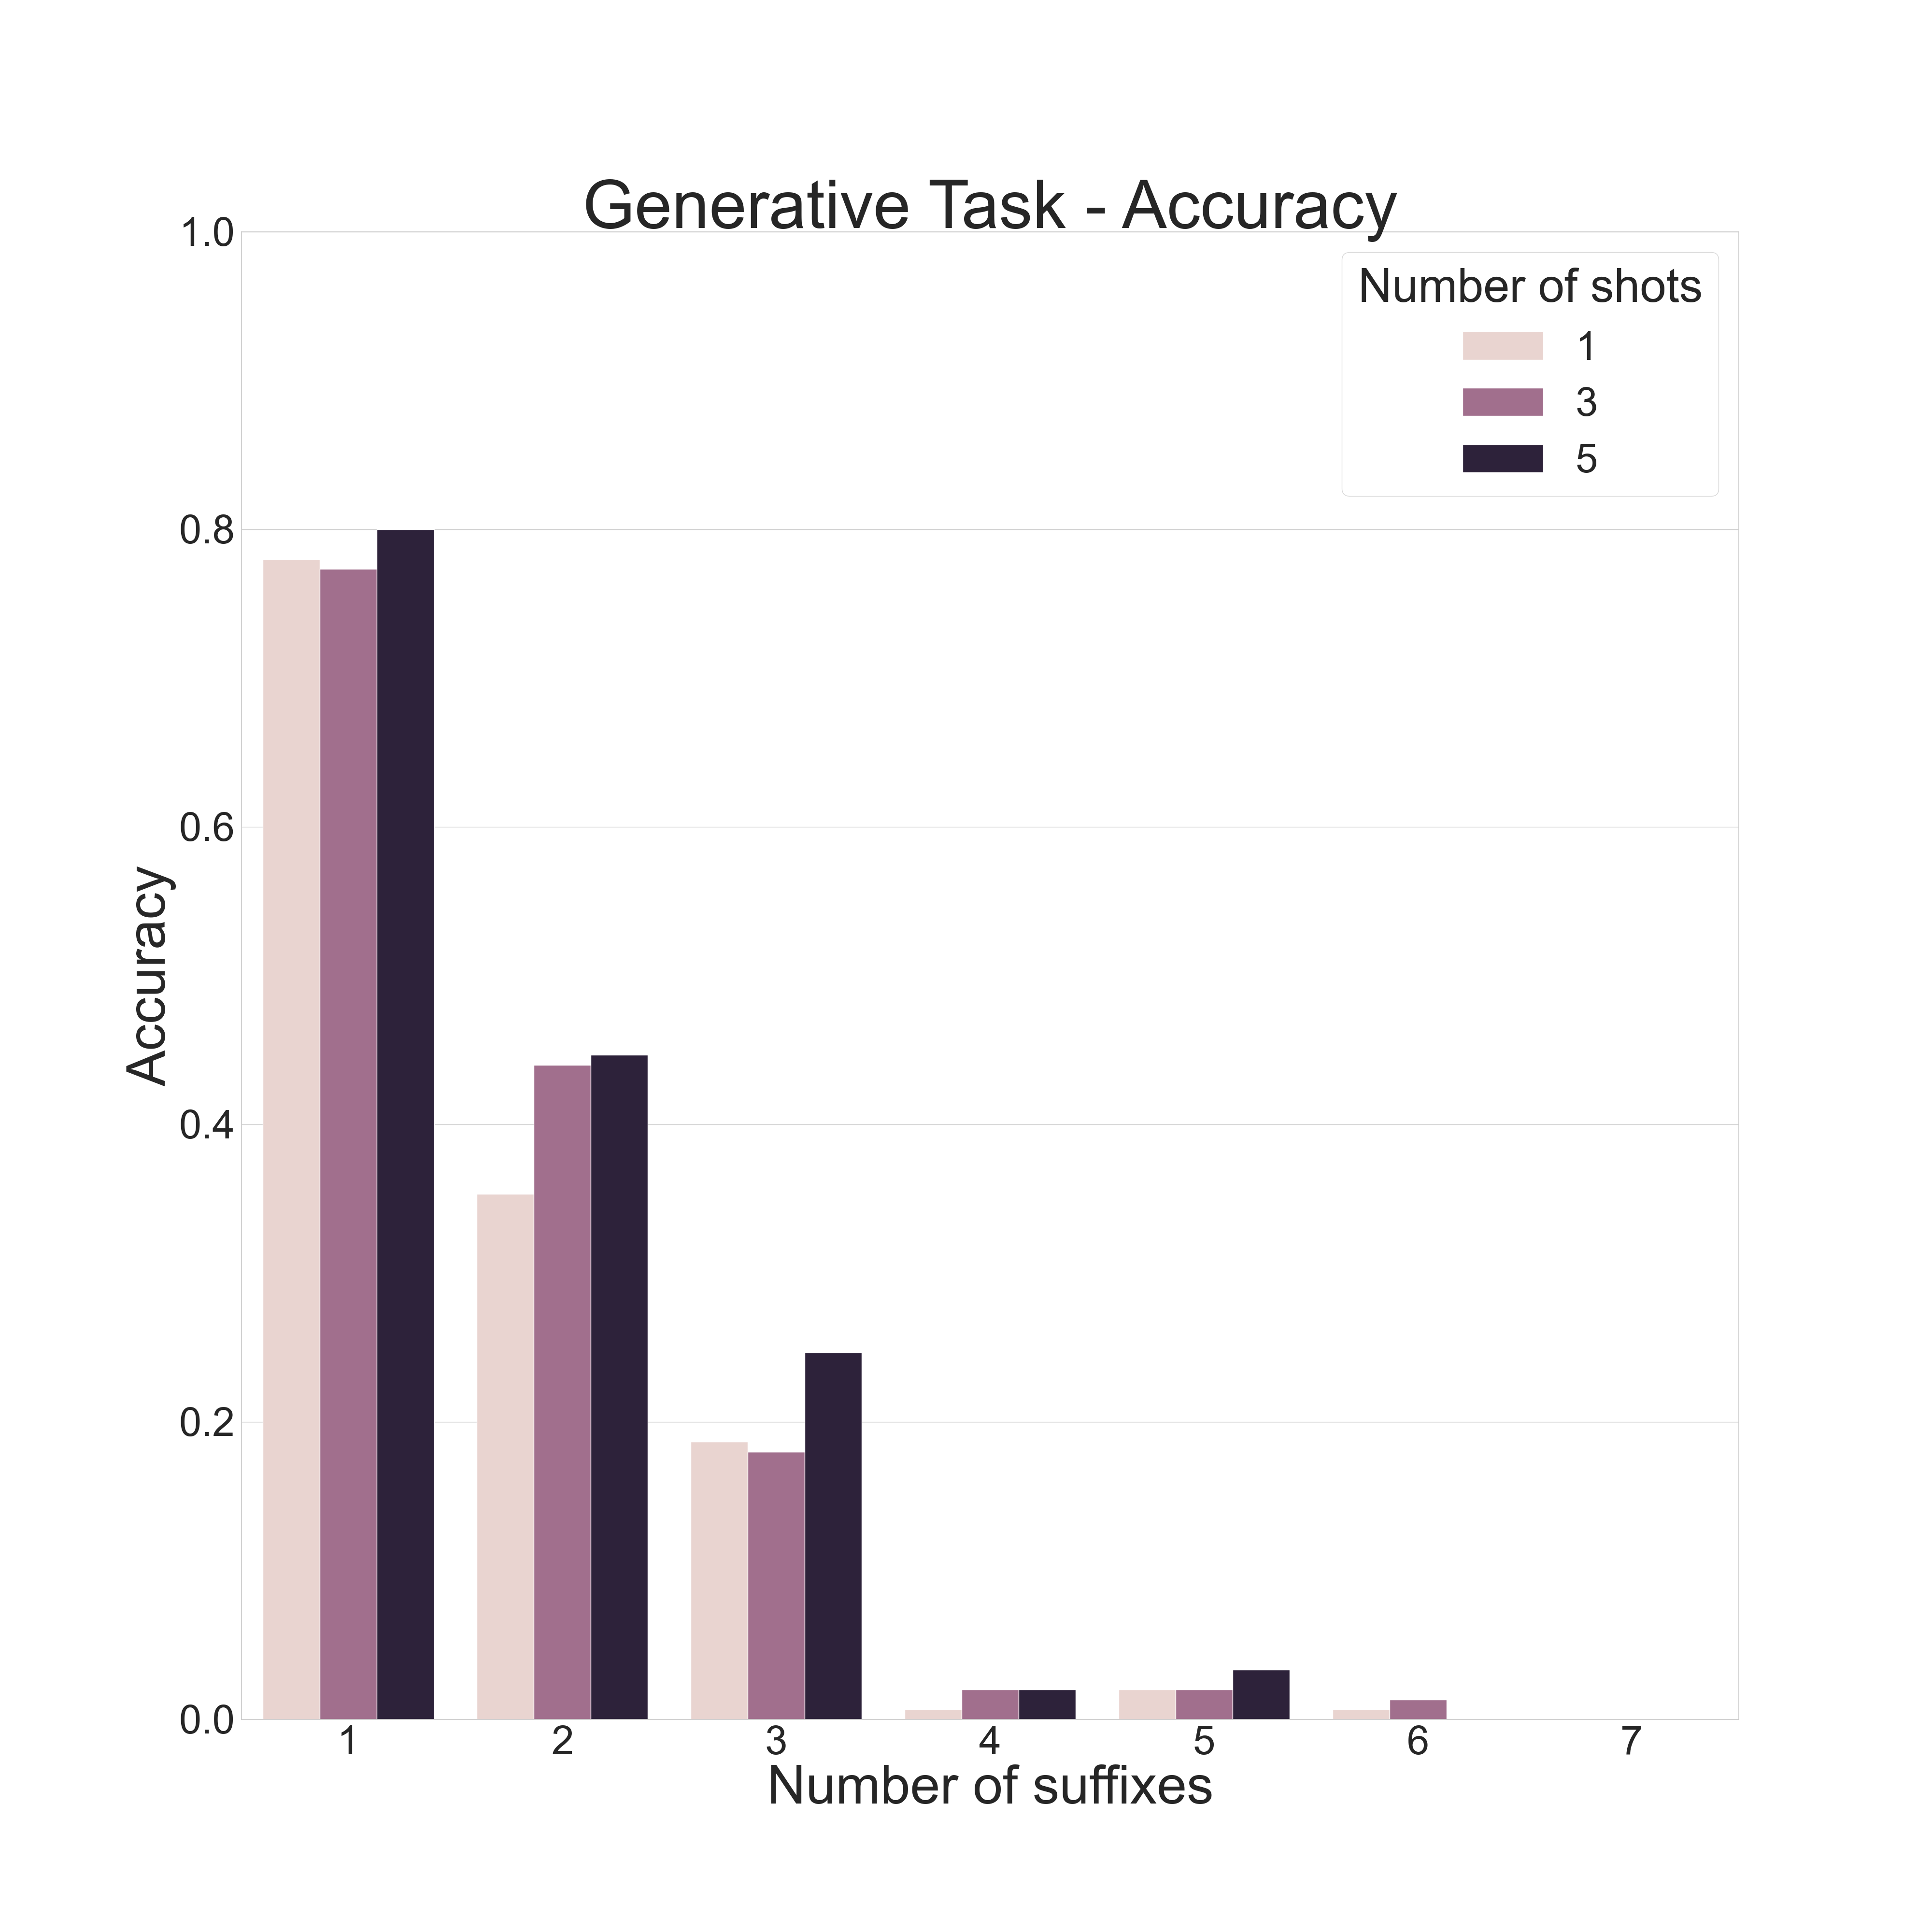 Generative Task - Accuracy
Number of shots
1
3
5
1.0
0.8
0.6
0.4
0.2
0.0
Accuracy
1 2 3 4 5 6 7
Number of suffixes